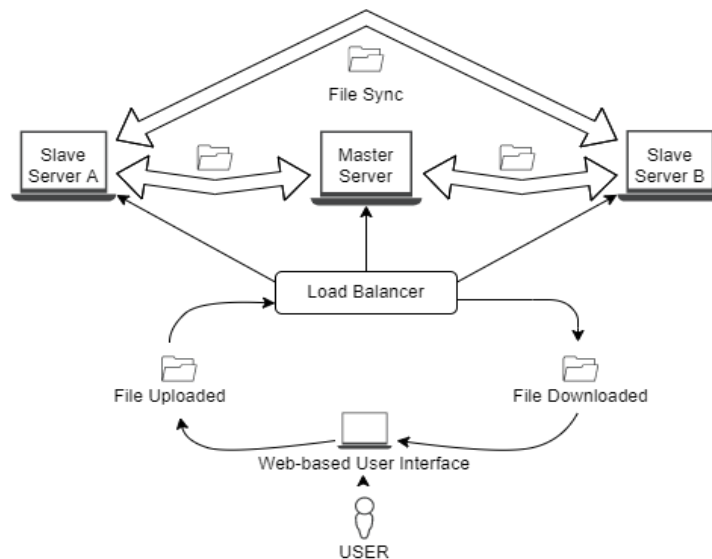 File Sync
Slave
Server A
Master
Server
Slave
Server B
Load Balancer
File Uploaded
File Downloaded
Web-based User Interface
USER